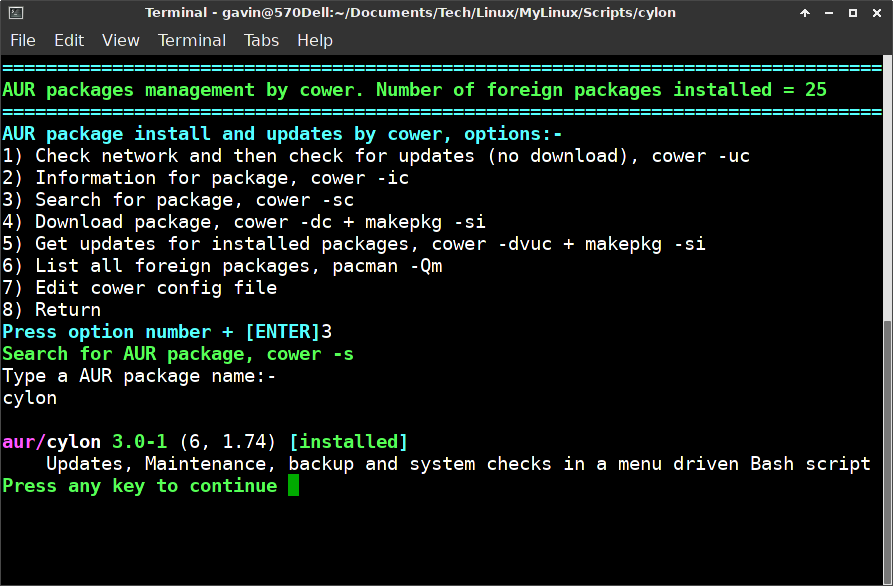 Terminal - gavin@570Dell:~/Documents/Tech/Linux/MyLinux/Scripts/cylon
File Edit View Terminal Tabs Help
================================================================================
AUR packages management by cower. Number of foreign packages installed = 25
================================================================================
AUR package install and updates by cower, options:-
1) Check network and then check for updates (no download), cower -uc
2) Information for package, cower -ic
3) Search for package, cower -sc
4) Download package, cower -dc + makepkg -si
5) Get updates for installed packages, cower -dvuc + makepkg -si
6) List all foreign packages, pacman -Qm
7) Edit cower config file
8) Return
Press option number + [ENTER]3
Search for AUR package, cower -s
Type a AUR package name:-
cylon
aur/cylon 3.0-1 (6, 1.74) [installed]
    Updates, Maintenance, backup and system checks in a menu driven Bash script
Press any key to continue